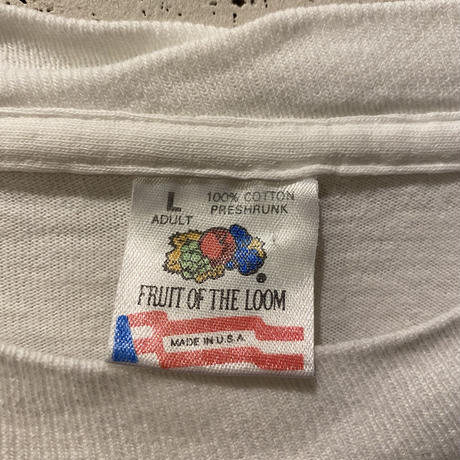 L 100% COTTON
ADULT PRESHRUNK
FRUIT OF THE LOOM
MADE IN U.S.A.